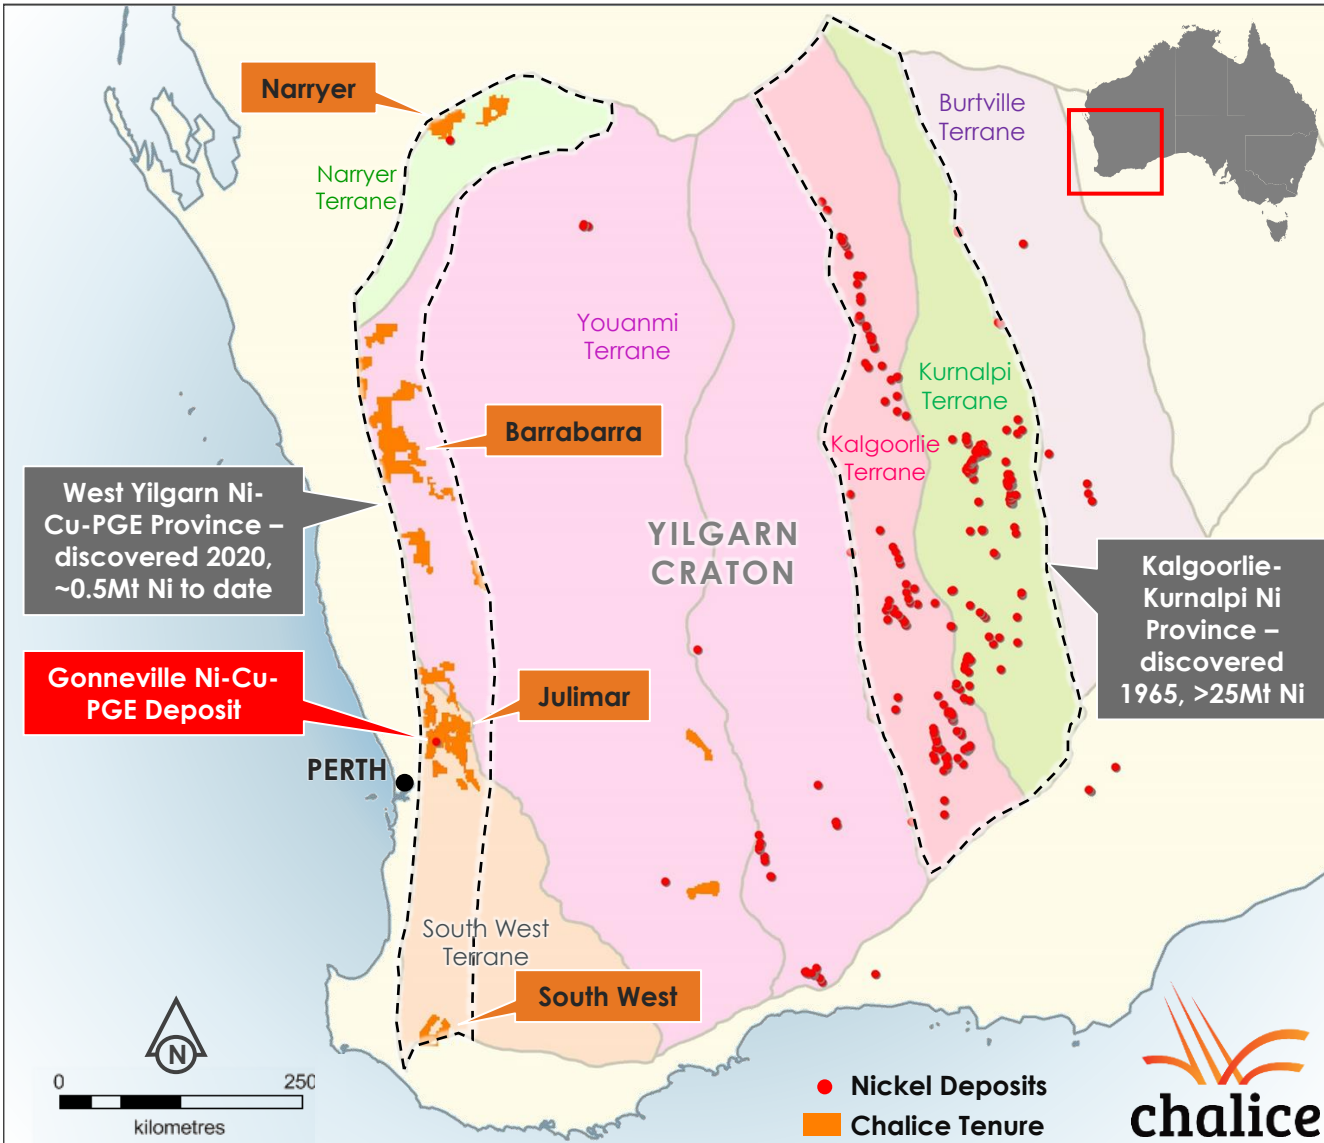 Narryer
Burtville
Terrane
Narryer
Terrane
Youanmi
Terrane
Kurnalpi
Terrane
Barrabarra
Kalgoorlie
Terrane
West Yilgarn Ni-
Cu-PGE Province –
discovered 2020,
~0.5Mt Ni to date
YILGARN
CRATON
Kalgoorlie-
Kurnalpi Ni
Province –
discovered
1965, >25Mt Ni
Gonneville Ni-Cu-
PGE Deposit
Julimar
PERTH
South West
Terrane
South West
N
0 250
kilometres
Nickel Deposits
Chalice Tenure
chalice